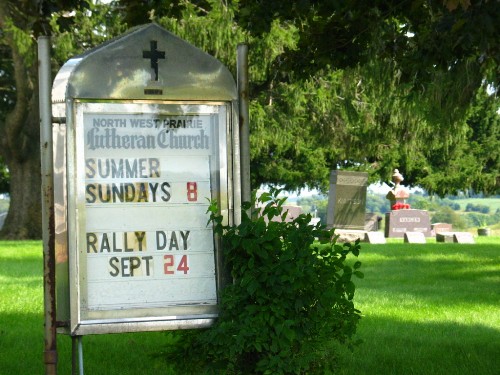 NORTH WEST PRAIRIE
Lutheran Church
SUMMER
SUNDAYS 8
RALLY DAY
SEPT 24